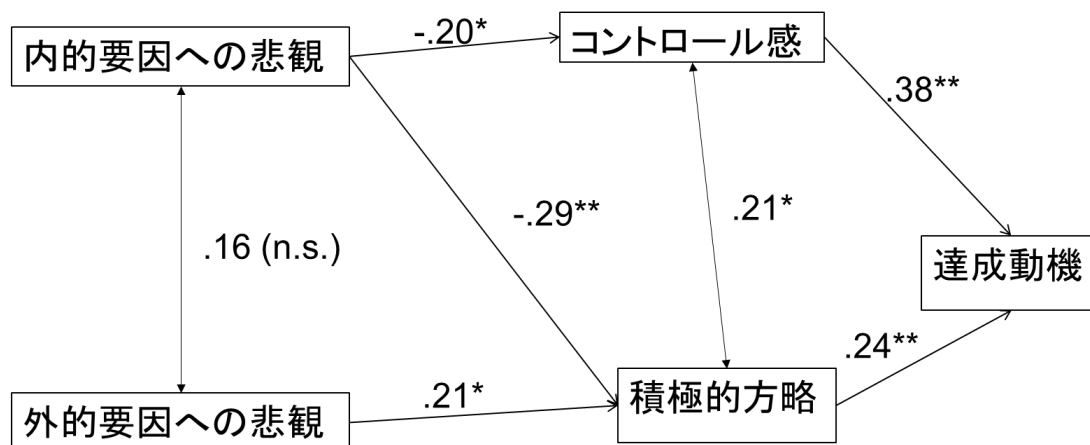 内的要因への悲観
-.20*
コントロール感
.38**
-.29**
.21*
.16 (n.s.)
達成動機
.24**
積極的方略
.21*
外的要因への悲観